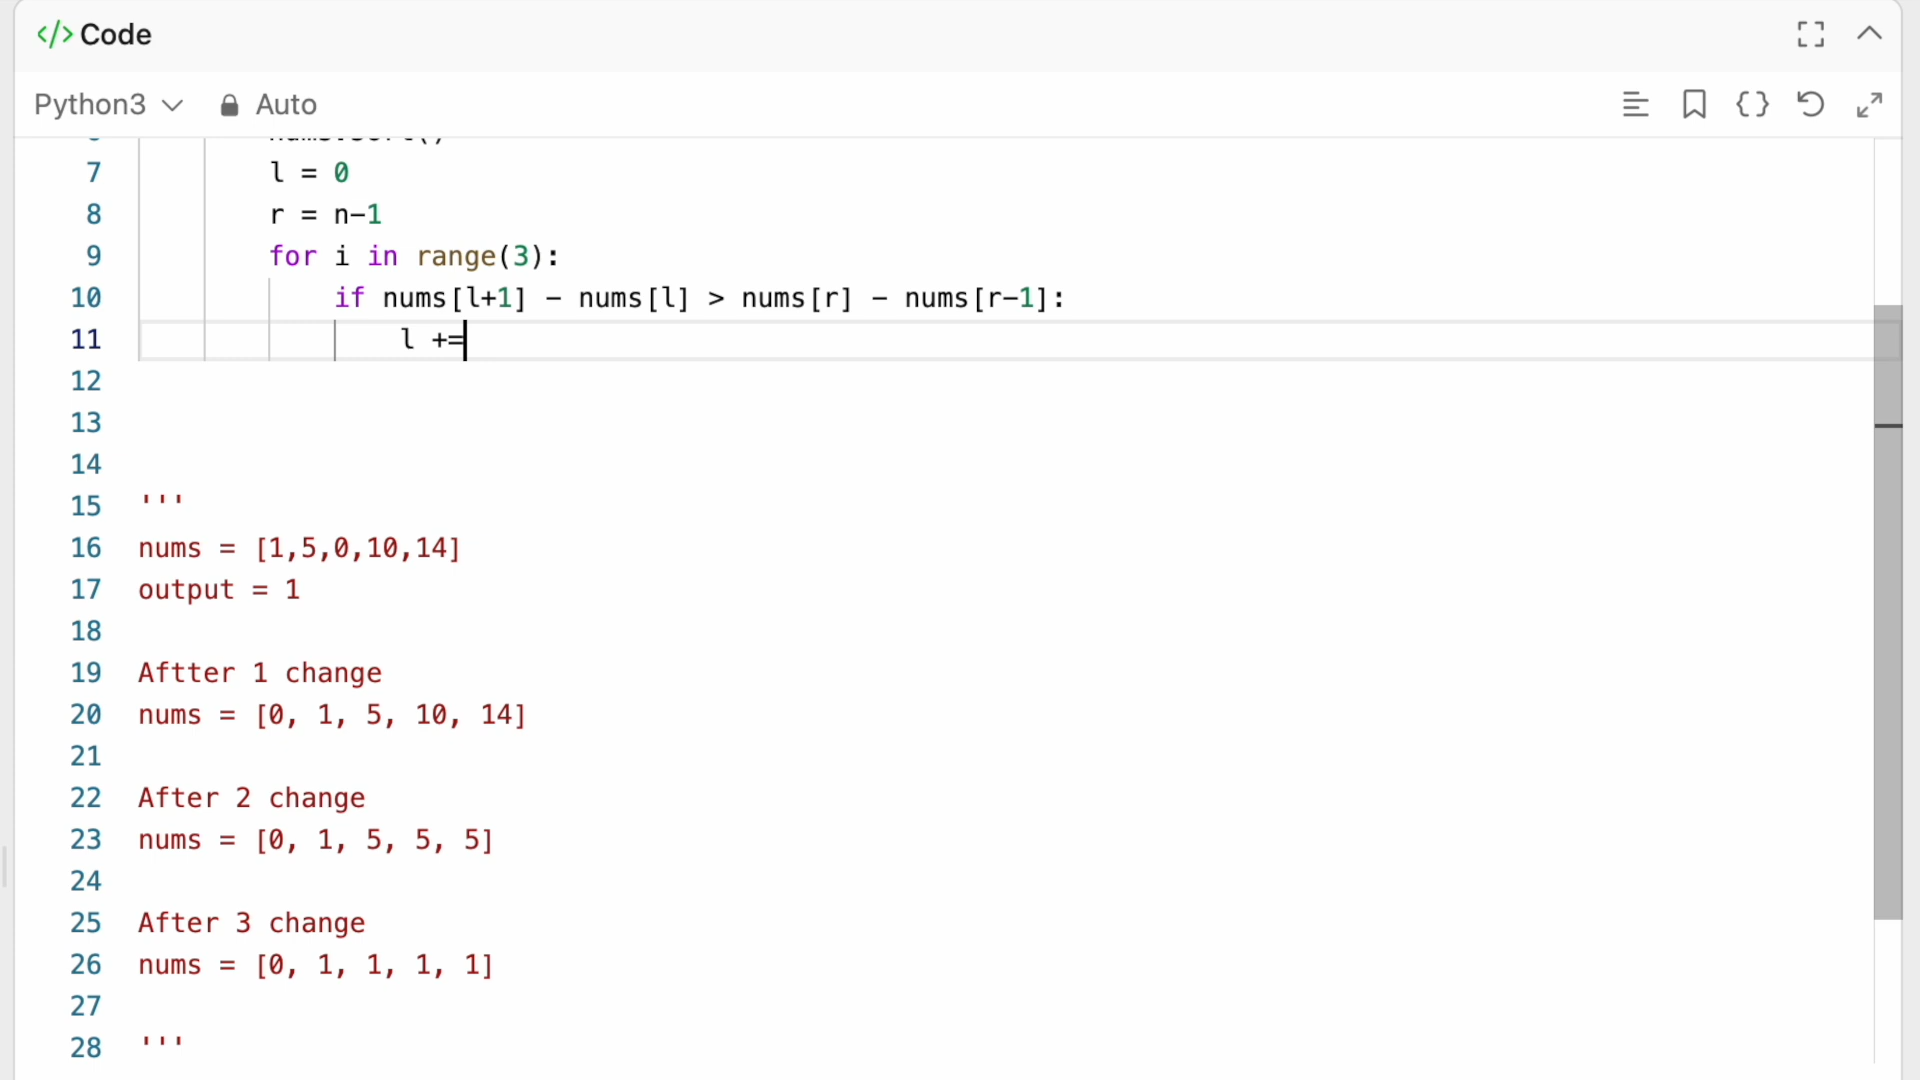 </> Code
Python3 Auto
7 l = 0
8 r = n-1
9 for i in range(3):
10 if nums[l+1] - nums[l] > nums[r] - nums[r-1]:
11 l +=
12
13
14
15 '''
16 nums = [1,5,0,10,14]
17 output = 1
18
19 Aftter 1 change
20 nums = [0, 1, 5, 10, 14]
21
22 After 2 change
23 nums = [0, 1, 5, 5, 5]
24
25 After 3 change
26 nums = [0, 1, 1, 1, 1]
27
28 '''